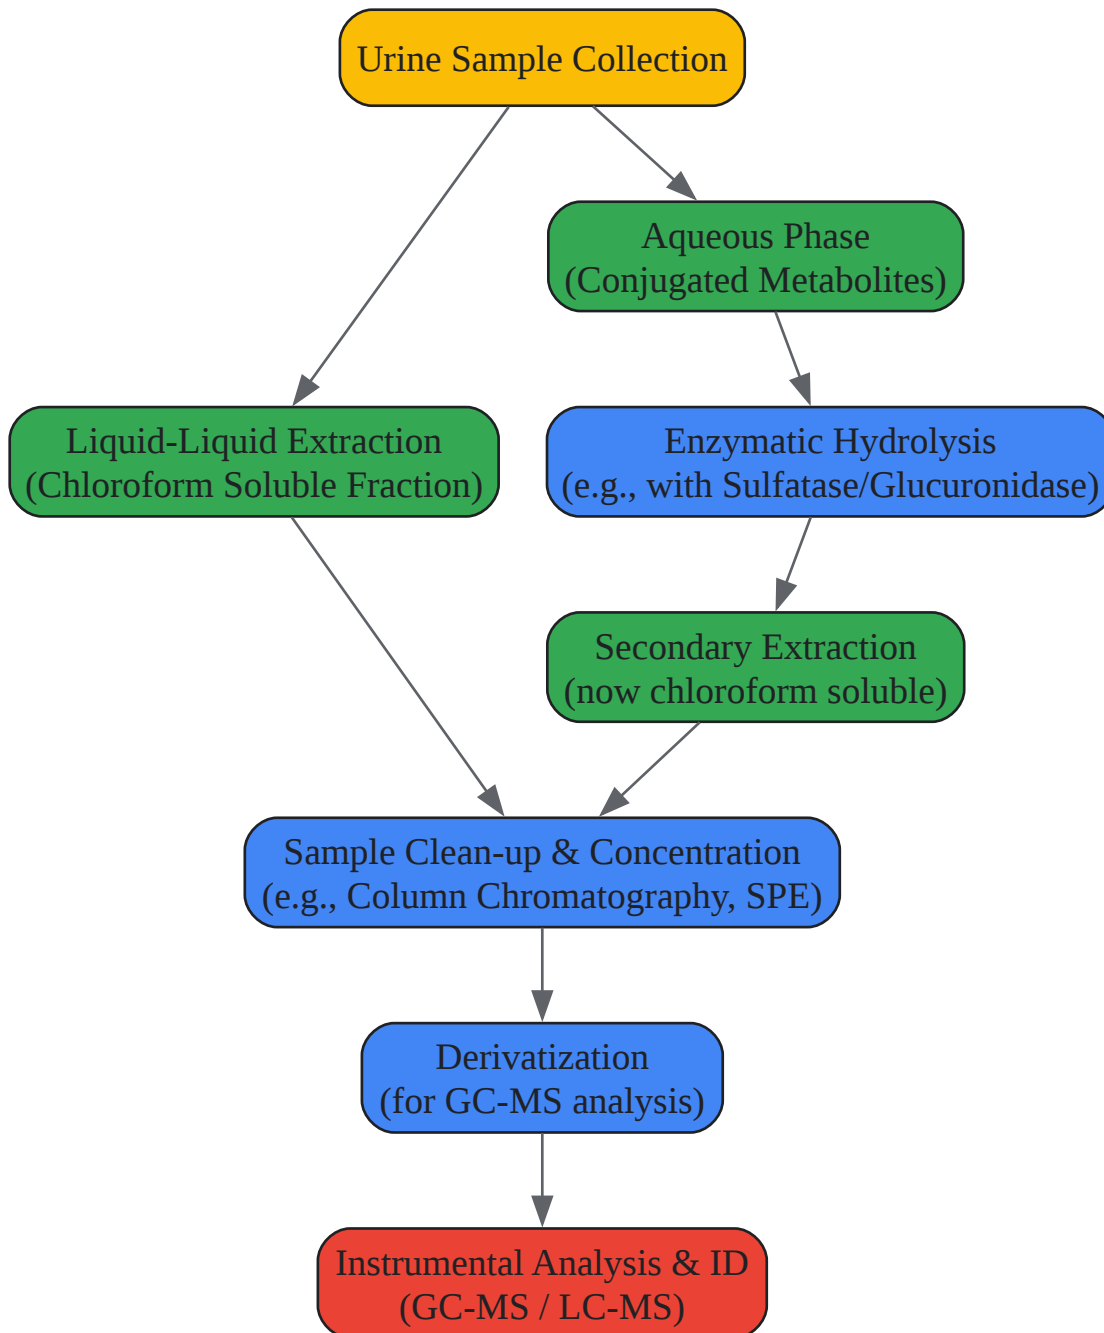 Urine Sample Collection
Aqueous Phase
(Conjugated Metabolites)
Liquid-Liquid Extraction
(Chloroform Soluble Fraction)
Enzymatic Hydrolysis
(e.g., with Sulfatase/Glucuronidase)
Secondary Extraction
(now chloroform soluble)
Sample Clean-up & Concentration
(e.g., Column Chromatography, SPE)
Derivatization
(for GC-MS analysis)
Instrumental Analysis & ID
(GC-MS / LC-MS)